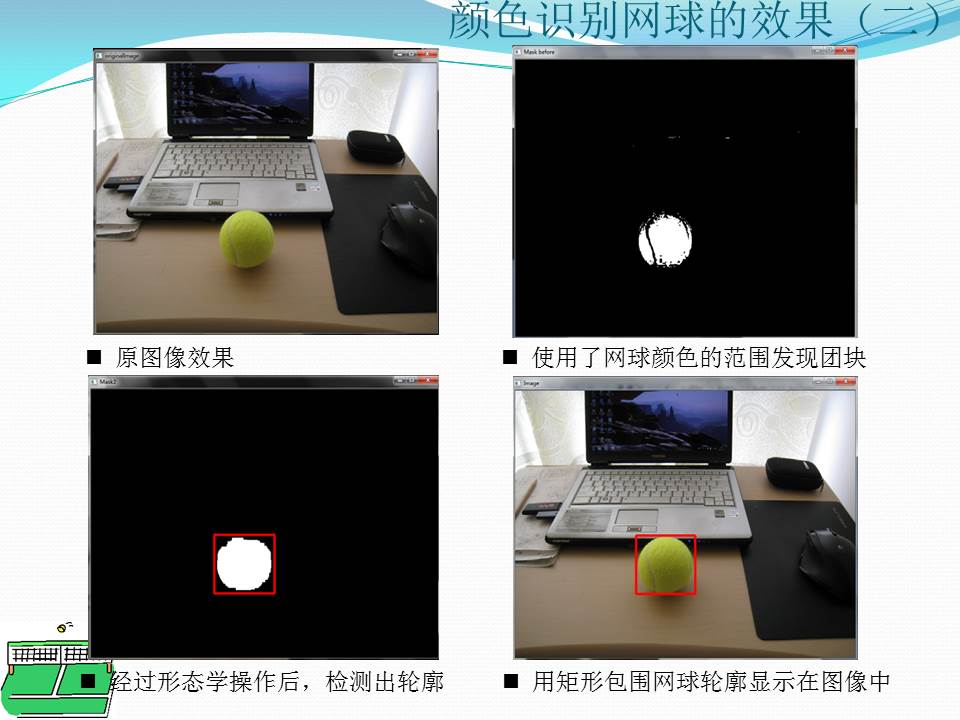 颜色识别网球的效果（二）
originalImage
Mask before
■ 原图像效果
■ 使用了网球颜色的范围发现团块
Mask2
Image
■ 经过形态学操作后，检测出轮廓
■ 用矩形包围网球轮廓显示在图像中